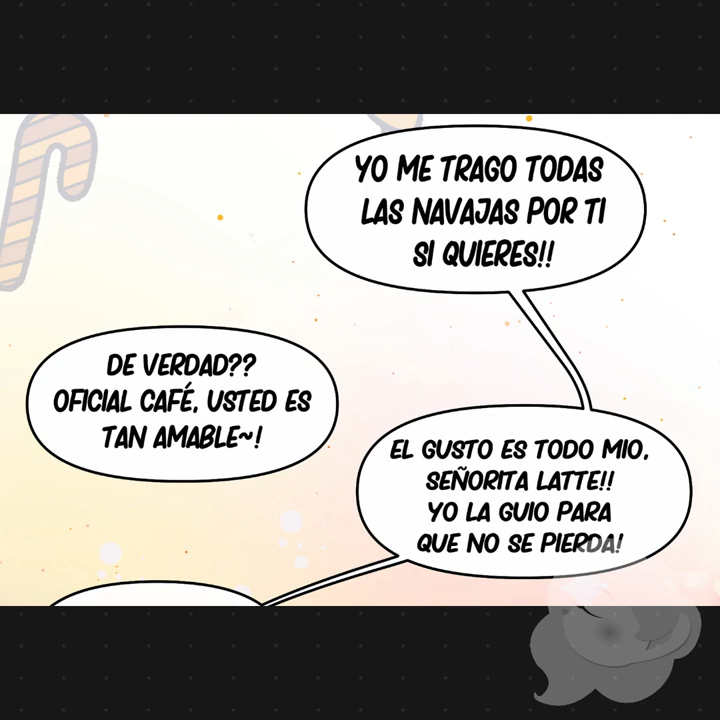 YO ME TRAGO TODAS
LAS NAVAJAS POR TI
SI QUIERES!!
DE VERDAD??
OFICIAL CAFÉ, USTED ES
TAN AMABLE~!
EL GUSTO ES TODO MIO,
SEÑORITA LATTE!!
YO LA GUIO PARA
QUE NO SE PIERDA!